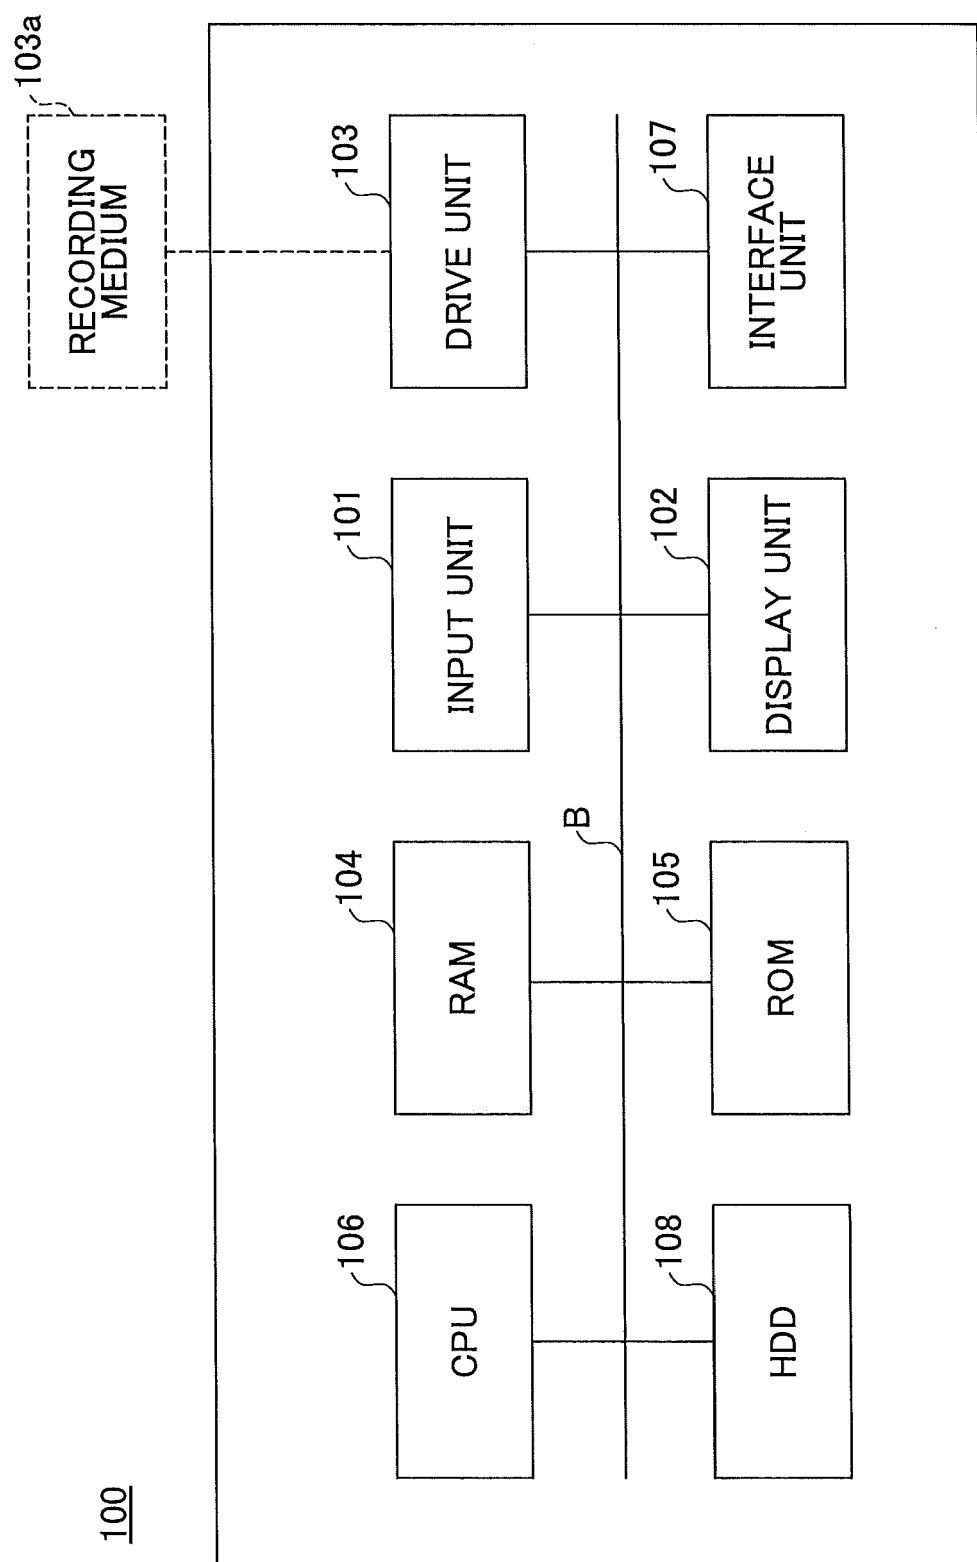 100
103a
RECORDING
MEDIUM
106
CPU
104
RAM
101
INPUT UNIT
103
DRIVE UNIT
B
108
HDD
105
ROM
102
DISPLAY UNIT
107
INTERFACE
UNIT